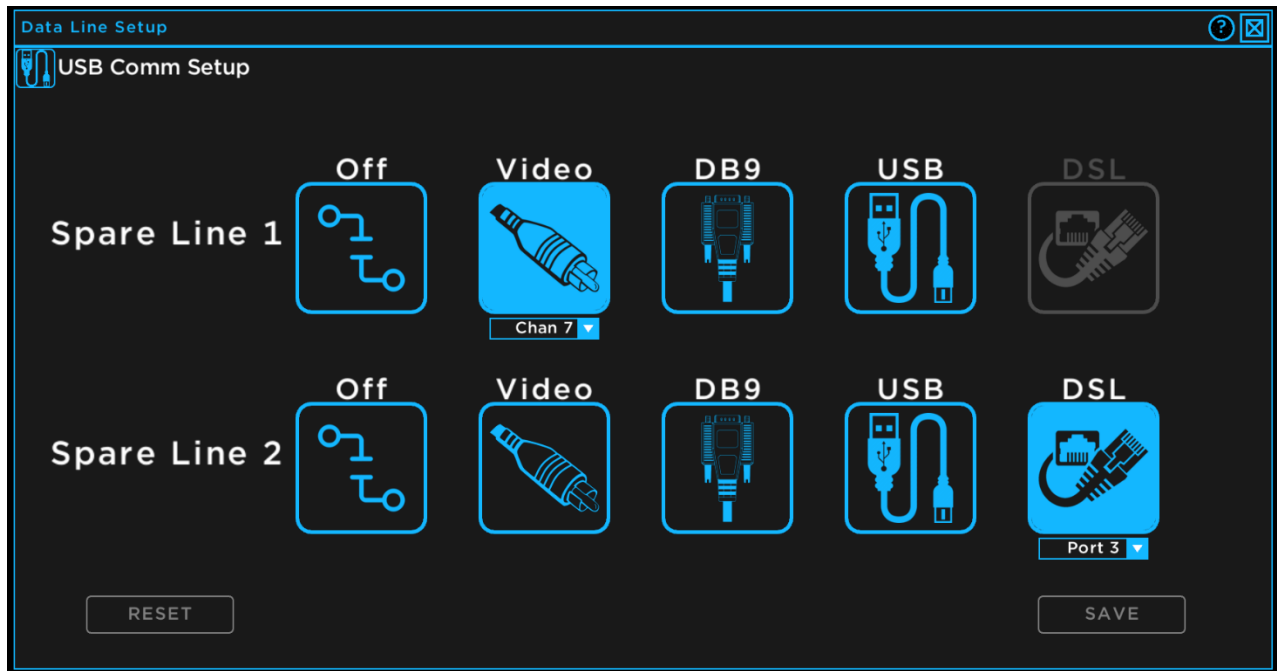 Data Line Setup
?
USB Comm Setup
Off Video DB9 USB DSL
Spare Line 1
Chan 7
Off Video DB9 USB DSL
Spare Line 2
Port 3
RESET SAVE